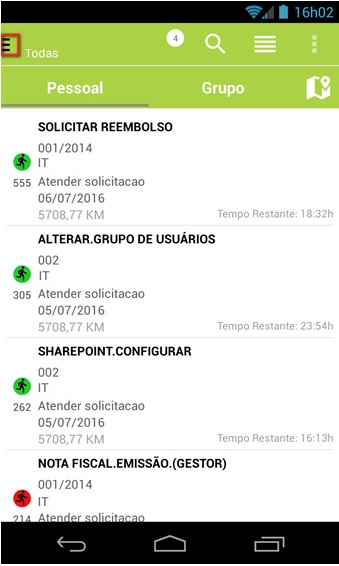 16h02
Todas
4
Pessoal
Grupo
SOLICITAR REEMBOLSO
001/2014
IT
555 Atender solicitacao
06/07/2016
5708,77 KM
Tempo Restante: 18:32h
ALTERAR.GRUPO DE USUÁRIOS
002
IT
305 Atender solicitacao
05/07/2016
5708,77 KM
Tempo Restante: 23:54h
SHAREPOINT.CONFIGURAR
002
IT
262 Atender solicitacao
05/07/2016
5708,77 KM
Tempo Restante: 16:13h
NOTA FISCAL.EMISSÃO.(GESTOR)
001/2014
IT
214 Atender solicitacao